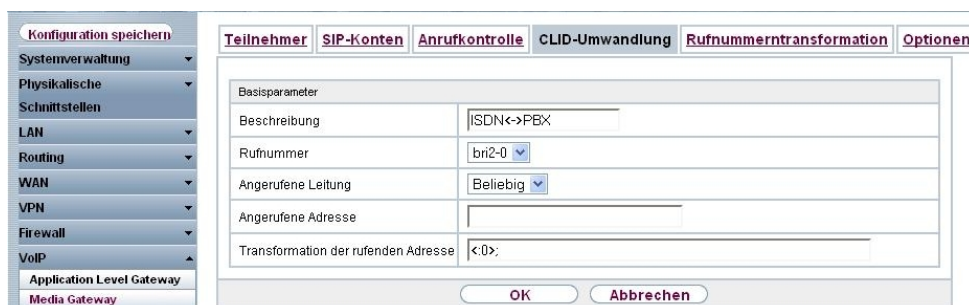 Konfiguration speichern
Systemverwaltung
Physikalische
Schnittstellen
LAN
Routing
WAN
VPN
Firewall
VoIP
Application Level Gateway
Media Gateway
Teilnehmer SIP-Konten Anrufkontrolle CLID-Umwandlung Rufnummerntransformation Optionen
Basisparameter
Beschreibung ISDN<->PBX
Rufnummer bri2-0
Angerufene Leitung Beliebig
Angerufene Adresse
Transformation der rufenden Adresse <:0>;
OK Abbrechen